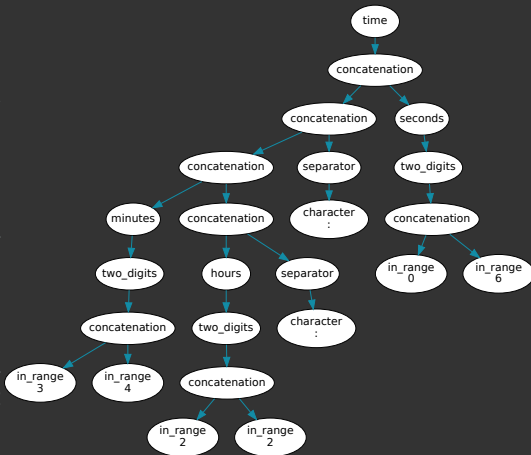 time
concatenation
concatenation
seconds
concatenation
separator
two_digits
minutes
concatenation
character
:
concatenation
two_digits
hours
separator
in_range
0
in_range
6
concatenation
two_digits
character
:
in_range
3
in_range
4
concatenation
in_range
2
in_range
2